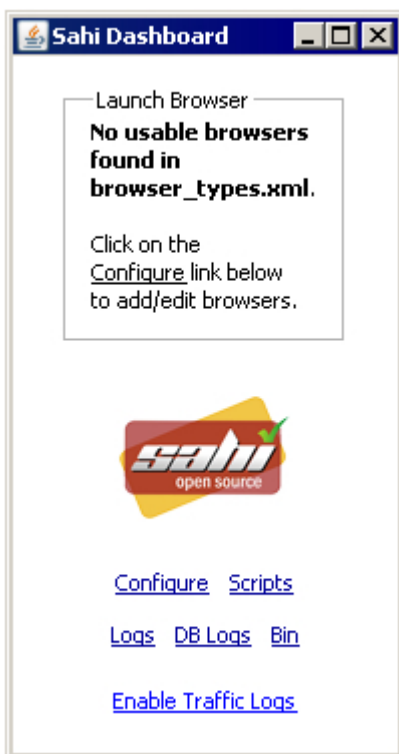 Sahi Dashboard
Launch Browser
No usable browsers
found in
browser_types.xml.
Click on the
Configure link below
to add/edit browsers.
sahi
open source
Configure Scripts
Logs DB Logs Bin
Enable Traffic Logs